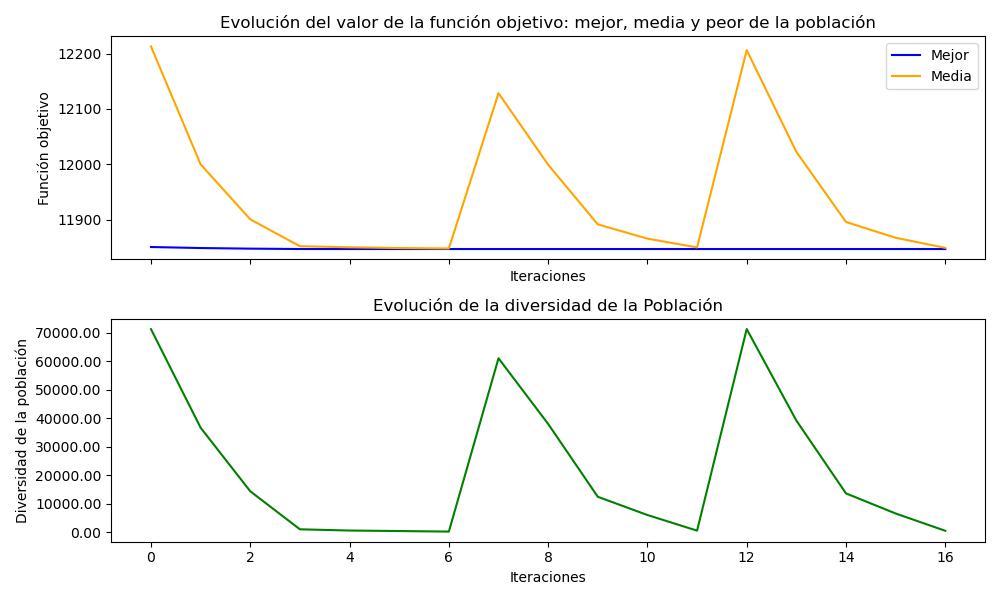 Evolución del valor de la función objetivo: mejor, media y peor de la población
12200
12100
12000
11900
Función objetivo
Mejor
Media
Iteraciones
Evolución de la diversidad de la Población
70000.00
60000.00
50000.00
40000.00
30000.00
20000.00
10000.00
0.00
Diversidad de la población
0 2 4 6 8 10 12 14 16
Iteraciones